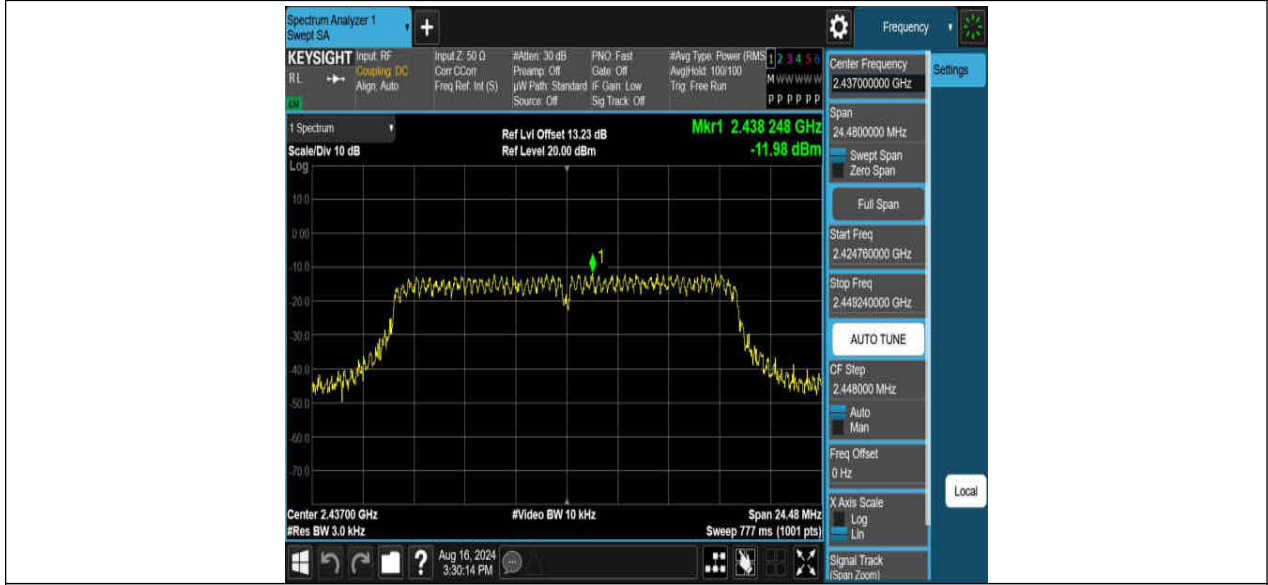 Spectrum Analyzer 1
Swept SA
+
Frequency
KEYSIGHT
RL
LU
Input: RF
Coupling: DC
Align: Auto
Input Z: 50 Ω
Corr CCorr
Freq Ref: Int (S)
#Atten: 30 dB
Preamp: Off
µW Path: Standard
Source: Off
PNO: Fast
Gate: Off
IF Gain: Low
Sig Track: Off
#Avg Type: Power (RMS
Avg|Hold: 100/100
Trig: Free Run
1 2 3 4 5 6
M W W W W W
P P P P P P
1 Spectrum
Scale/Div 10 dB
Log
Ref Lvl Offset 13.23 dB
Ref Level 20.00 dBm
Mkr1 2.438 248 GHz
-11.98 dBm
10.0
0.00
-10.0
-20.0
-30.0
-40.0
-50.0
-60.0
-70.0
1
Center 2.43700 GHz
#Res BW 3.0 kHz
#Video BW 10 kHz
Span 24.48 MHz
Sweep 777 ms (1001 pts)
?
Aug 16, 2024
3:30:14 PM
Center Frequency
2.437000000 GHz
Span
24.4800000 MHz
Swept Span
Zero Span
Full Span
Start Freq
2.424760000 GHz
Stop Freq
2.449240000 GHz
AUTO TUNE
CF Step
2.448000 MHz
Auto
Man
Freq Offset
0 Hz
X Axis Scale
Log
Lin
Signal Track
(Span Zoom)
Settings
Local